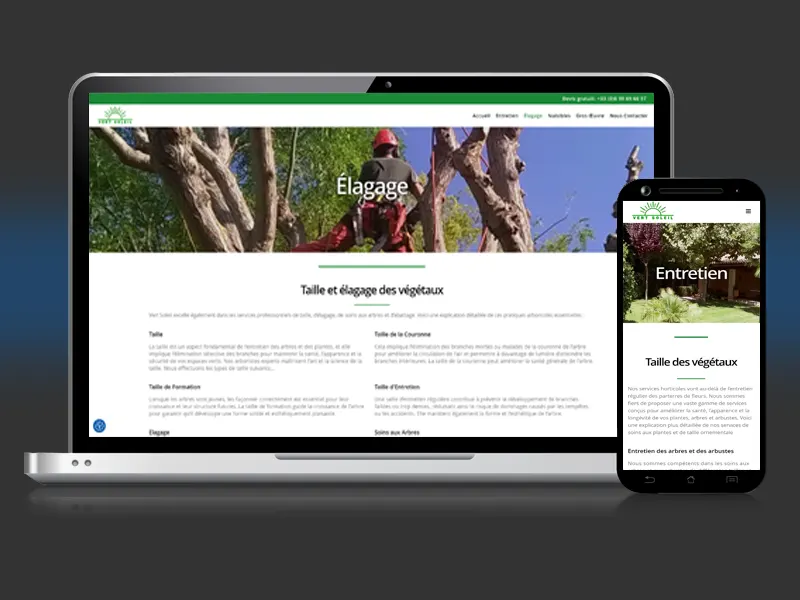 Devis gratuit:
VERT SOLEIL
Accueil Entretien Élagage Nuisibles Gros Œuvre Nous Contacter
Élagage
Taille et élagage des végétaux
Vert Soleil excelle également dans les services professionnels de taille, d'élagage, de soins aux arbres et d'abattage. Voici une explication détaillée de ces pratiques arboricoles essentielles :
Taille
La taille est un aspect fondamental de l'entretien des arbres et des plantes, et elle
implique l'élimination sélective des branches pour maintenir la santé, l'apparence et la
sécurité de vos espaces verts. Nos arboristes experts maîtrisent l'art et la science de la
taille. Nous effectuons les types de taille suivants...
Taille de la Couronne
Cela implique l'élimination des branches mortes ou malades de la couronne de l'arbre
pour améliorer la circulation de l'air et permettre à davantage de lumière d'atteindre les
branches intérieures. La taille de la couronne peut améliorer la santé générale de l'arbre.
Taille de Formation
Lorsque les arbres sont jeunes, les façonner correctement est essentiel pour leur
croissance et leur structure futures. La taille de formation guide la croissance de l'arbre
pour garantir qu'il développe une forme solide et esthétiquement plaisante.
Taille d'Entretien
Une taille d'entretien régulière contribue à prévenir le développement de branches
faibles ou trop denses, réduisant ainsi le risque de dommages causés par les tempêtes
ou les accidents. Elle maintient également la forme et l'esthétique de l'arbre.
Elagage
Soins aux Arbres
VERT SOLEIL
Entretien
Taille des végétaux
Nos services horticoles vont au-delà de l'entretien
régulier des parterres de fleurs. Nous sommes
fiers de proposer une vaste gamme de services
conçus pour améliorer la santé, l'apparence et la
longévité de vos plantes, arbres et arbustes. Voici
une explication plus détaillée de nos services de
soins aux plantes et de taille ornementale
Entretien des arbres et des arbustes
Nous sommes compétents dans les soins aux